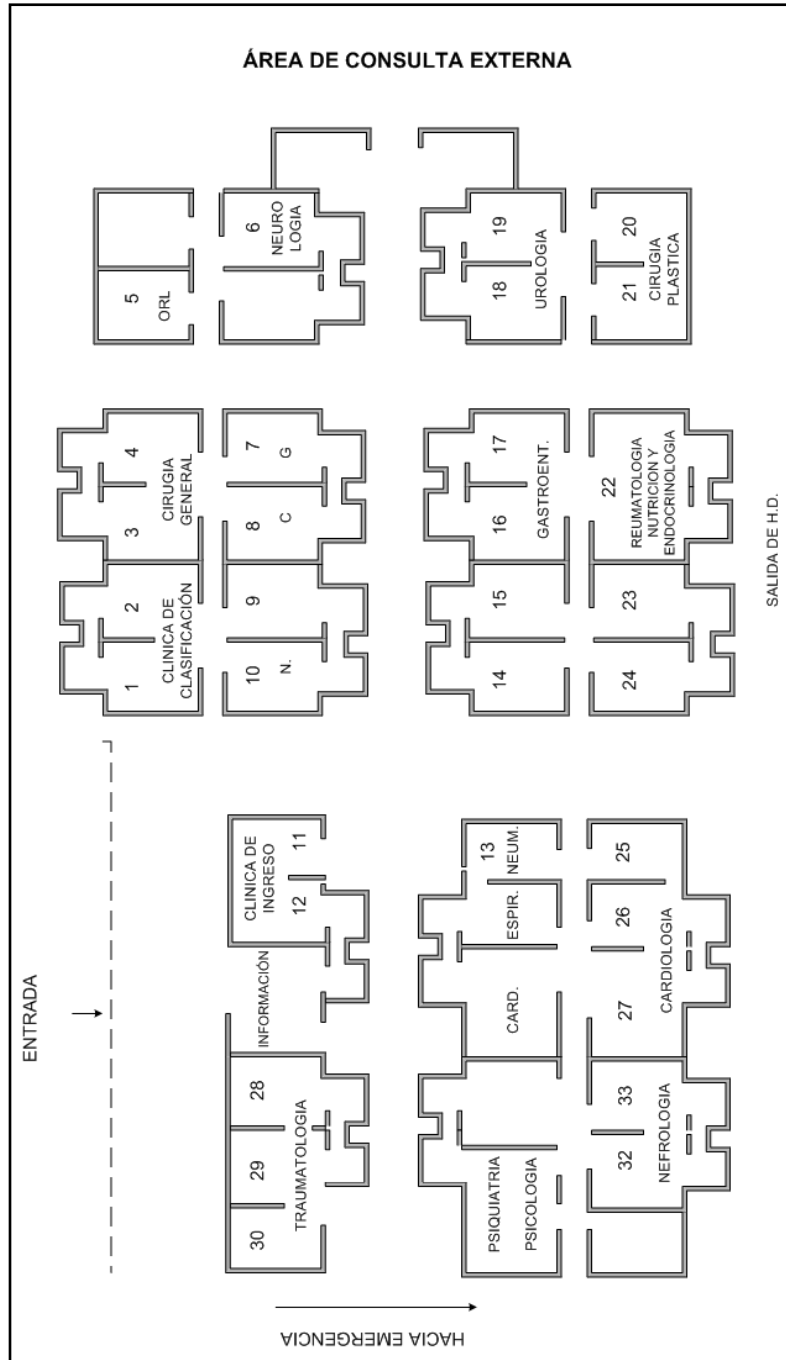 ÁREA DE CONSULTA EXTERNA
5
ORL
6
NEURO
LOGIA
19
18
UROLOGIA
20
21
CIRUGIA
PLASTICA
4
3
CIRUGIA
GENERAL
2
1
CLINICA DE
CLASIFICACIÓN
7
G
8
C
9
10
N.
17
16
GASTROENT.
15
14
22
REUMATOLOGIA
NUTRICION Y
ENDOCRINOLOGIA
23
24
SALIDA DE H.D.
ENTRADA
CLINICA DE
INGRESO
11
12
INFORMACIÓN
28
29
30
TRAUMATOLOGIA
13
NEUM.
ESPIR.
CARD.
PSIQUIATRIA
PSICOLOGIA
25
26
27
CARDIOLOGIA
33
32
NEFROLOGIA
HACIA EMERGENCIA